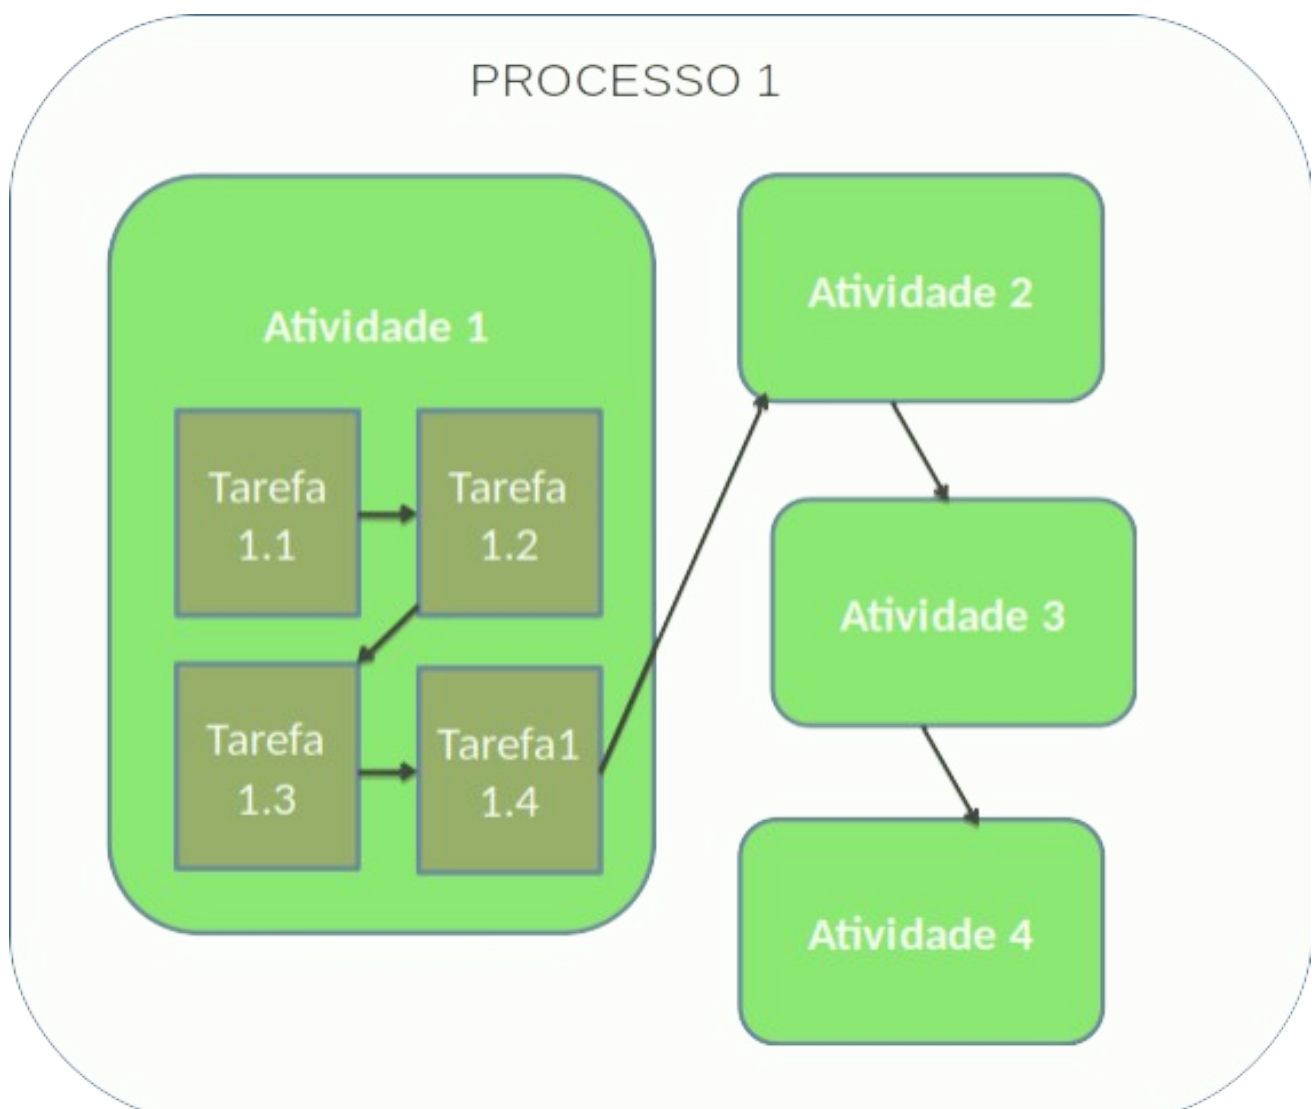 PROCESSO 1
Atividade 1
Tarefa
1.1
Tarefa
1.2
Tarefa
1.3
Tarefa1
1.4
Atividade 2
Atividade 3
Atividade 4